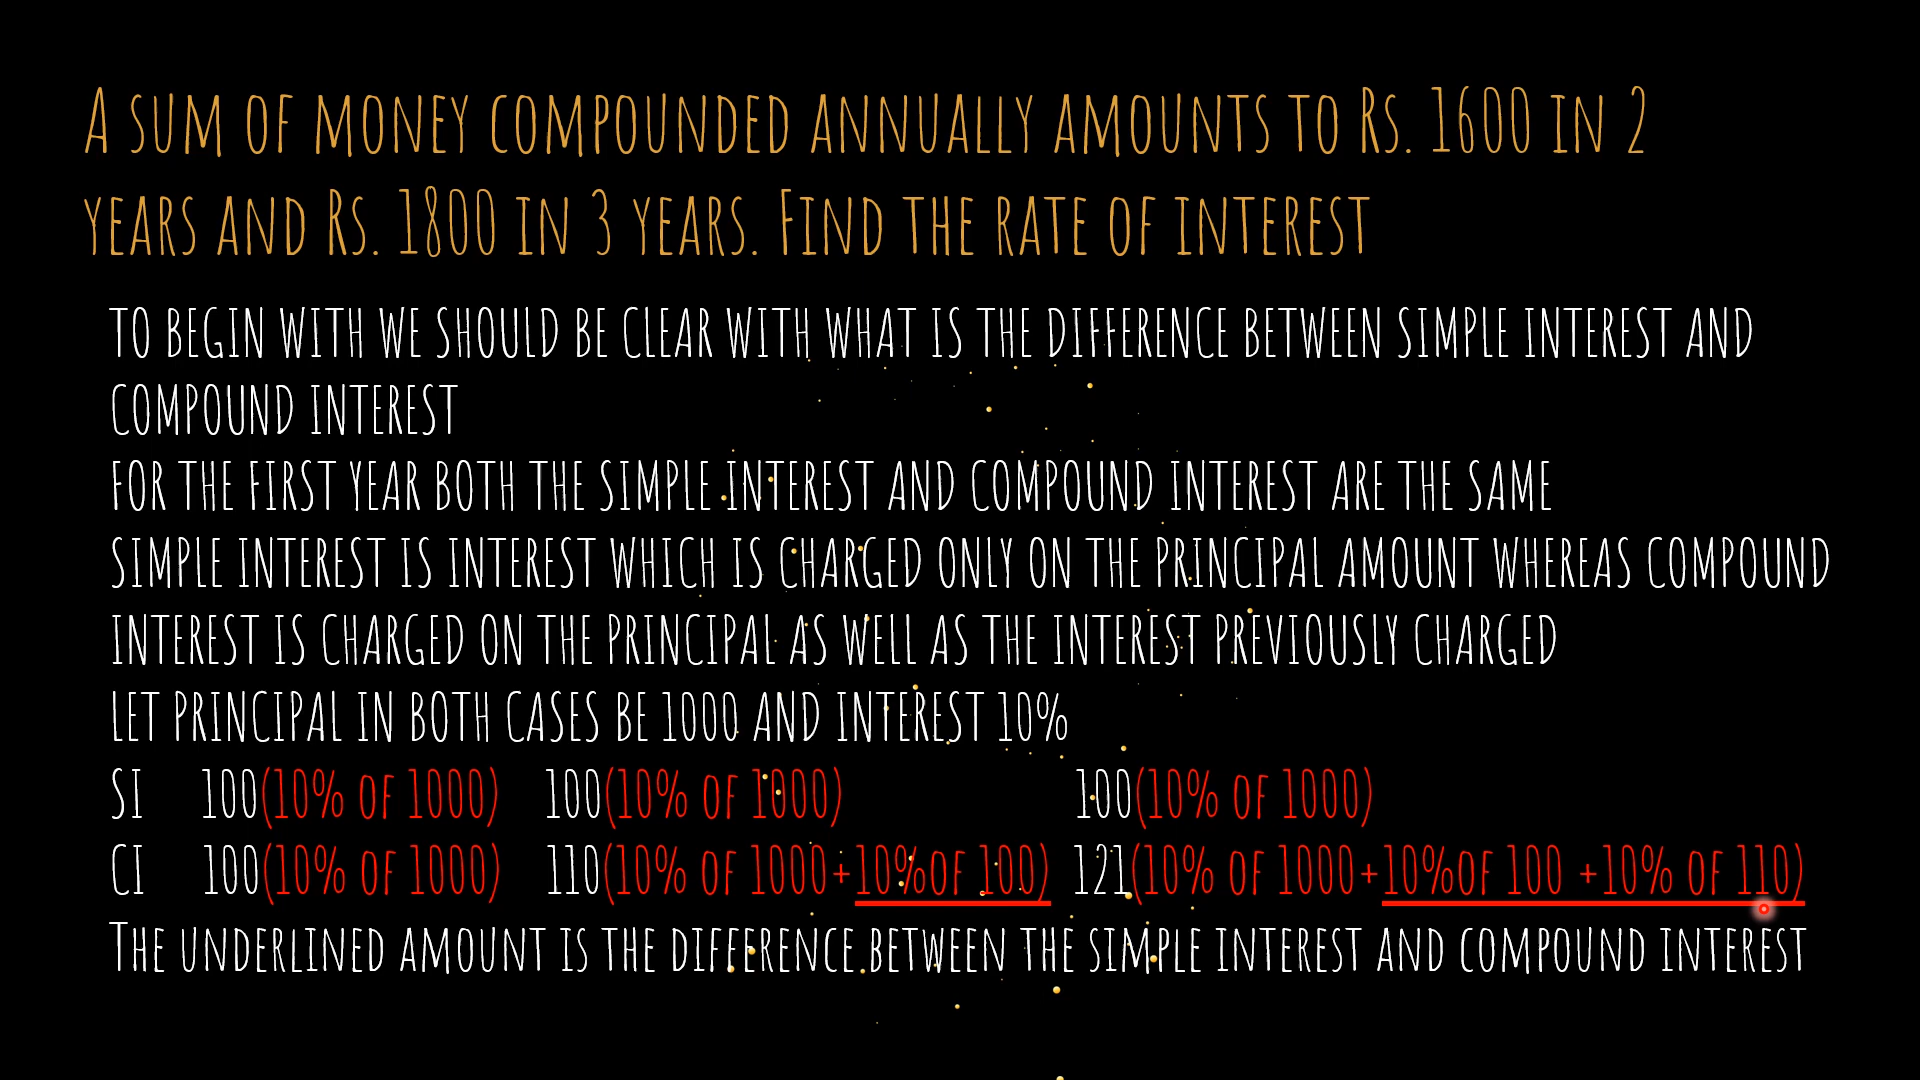 A sum of money compounded annually amounts to Rs. 1600 in 2
years and Rs. 1800 in 3 years. Find the rate of interest
TO BEGIN WITH WE SHOULD BE CLEAR WITH WHAT IS THE DIFFERENCE BETWEEN SIMPLE INTEREST AND
COMPOUND INTEREST
FOR THE FIRST YEAR BOTH THE SIMPLE INTEREST AND COMPOUND INTEREST ARE THE SAME
SIMPLE INTEREST IS INTEREST WHICH IS CHARGED ONLY ON THE PRINCIPAL AMOUNT WHEREAS COMPOUND
INTEREST IS CHARGED ON THE PRINCIPAL AS WELL AS THE INTEREST PREVIOUSLY CHARGED
LET PRINCIPAL IN BOTH CASES BE 1000 AND INTEREST 10%
SI 100(10% of 1000) 100(10% of 1000) 100(10% of 1000)
CI 100(10% of 1000) 110(10% of 1000+10%of 100) 121(10% of 1000+10%of 100 +10% of 110)
The underlined amount is the difference between the simple interest and compound interest